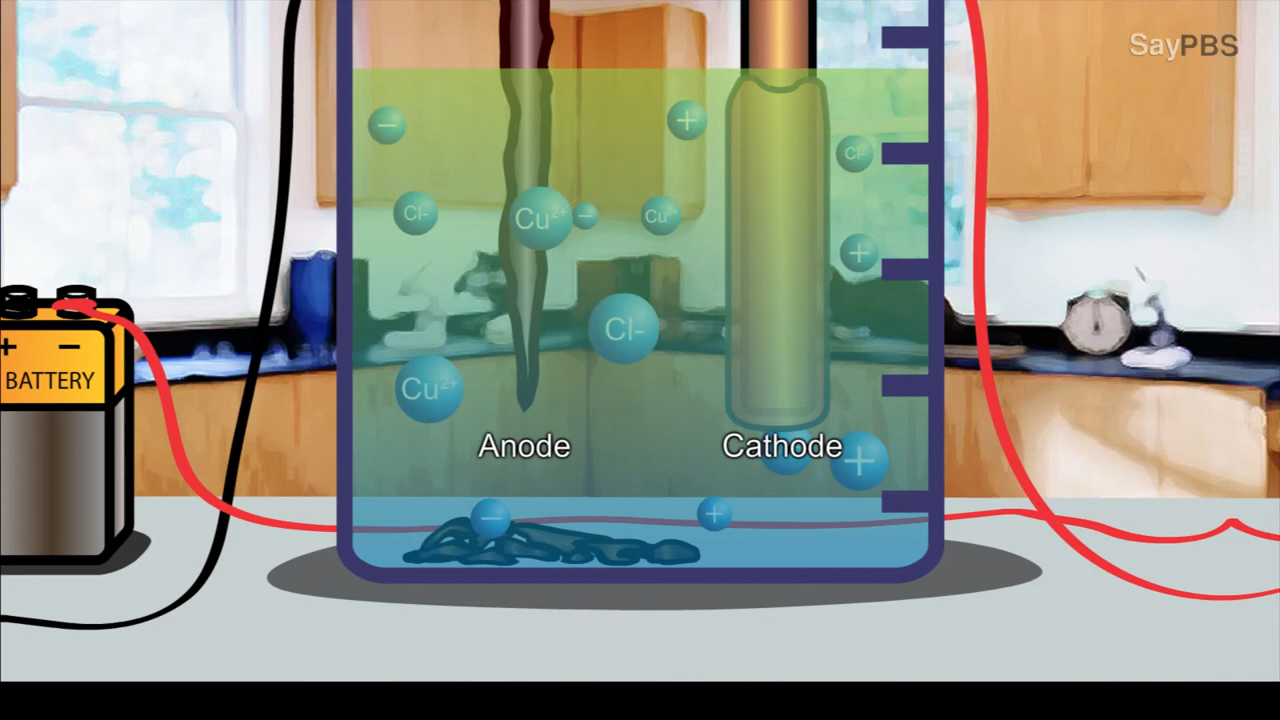 SayPBS
−
+
Cl-
Cl-
Cu²⁺
−
Cu²⁺
+
Cl-
+ −
BATTERY
Cu²⁺
Anode
Cathode
+
−
+